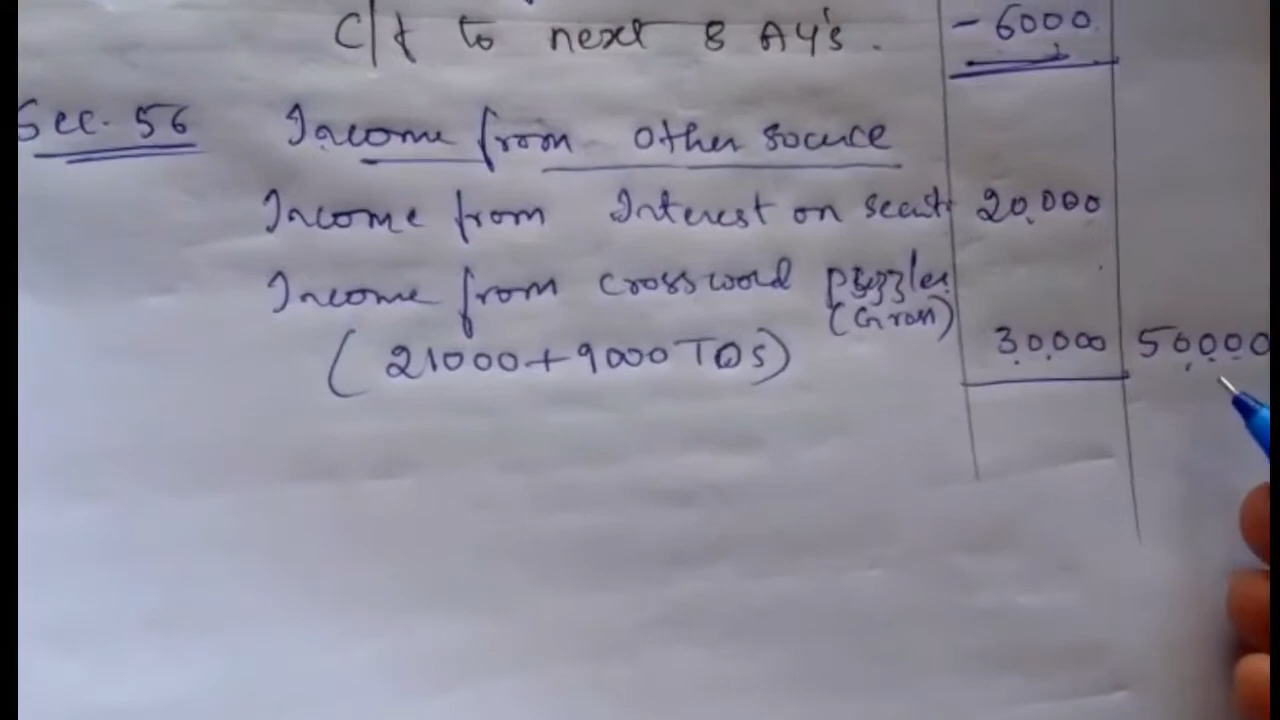 C/f to next 8 AY's. -6000
Sec. 56 Income from other source
Income from Interest on secut 20,000
Income from crossword puzzles
(Gross)
(21000+9000 TDS) 30,000 50,000